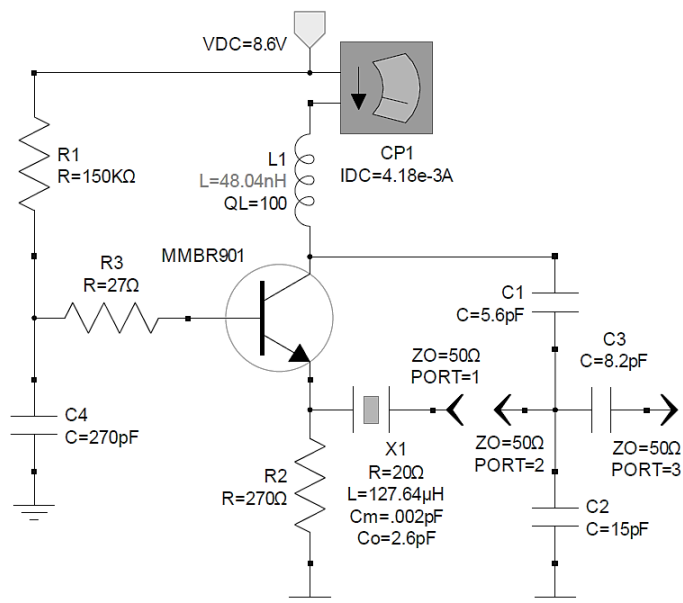 VDC=8.6V
CP1
IDC=4.18e-3A
R1
R=150KΩ
L1
L=48.04nH
QL=100
MMBR901
R3
R=27Ω
C1
C=5.6pF
C3
C=8.2pF
ZO=50Ω
PORT=1
C4
C=270pF
X1
R=20Ω
L=127.64µH
Cm=.002pF
Co=2.6pF
ZO=50Ω
PORT=2
ZO=50Ω
PORT=3
R2
R=270Ω
C2
C=15pF